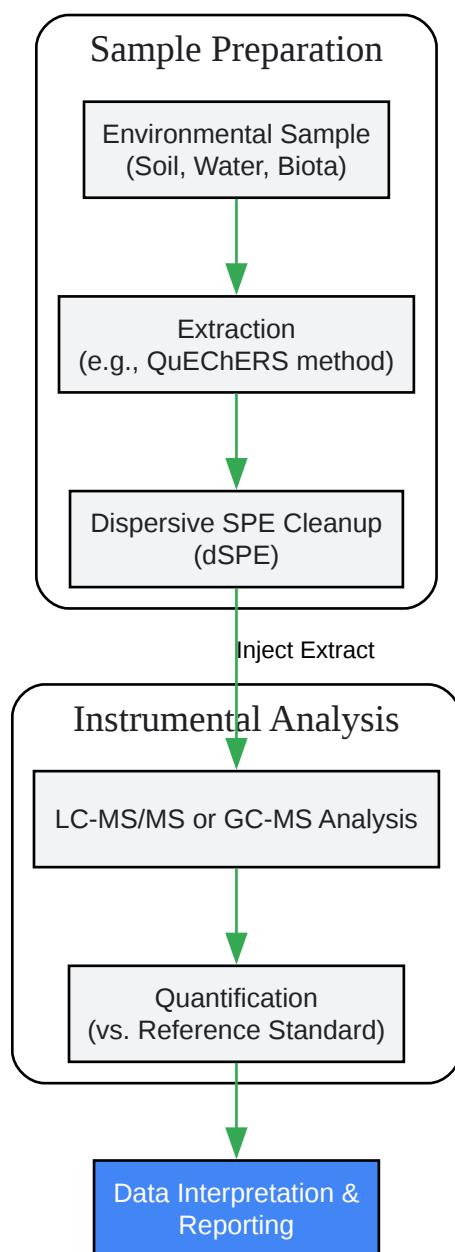 Sample Preparation
Environmental Sample
(Soil, Water, Biota)
Extraction
(e.g., QuEChERS method)
Dispersive SPE Cleanup
(dSPE)
Inject Extract
Instrumental Analysis
LC-MS/MS or GC-MS Analysis
Quantification
(vs. Reference Standard)
Data Interpretation &
Reporting